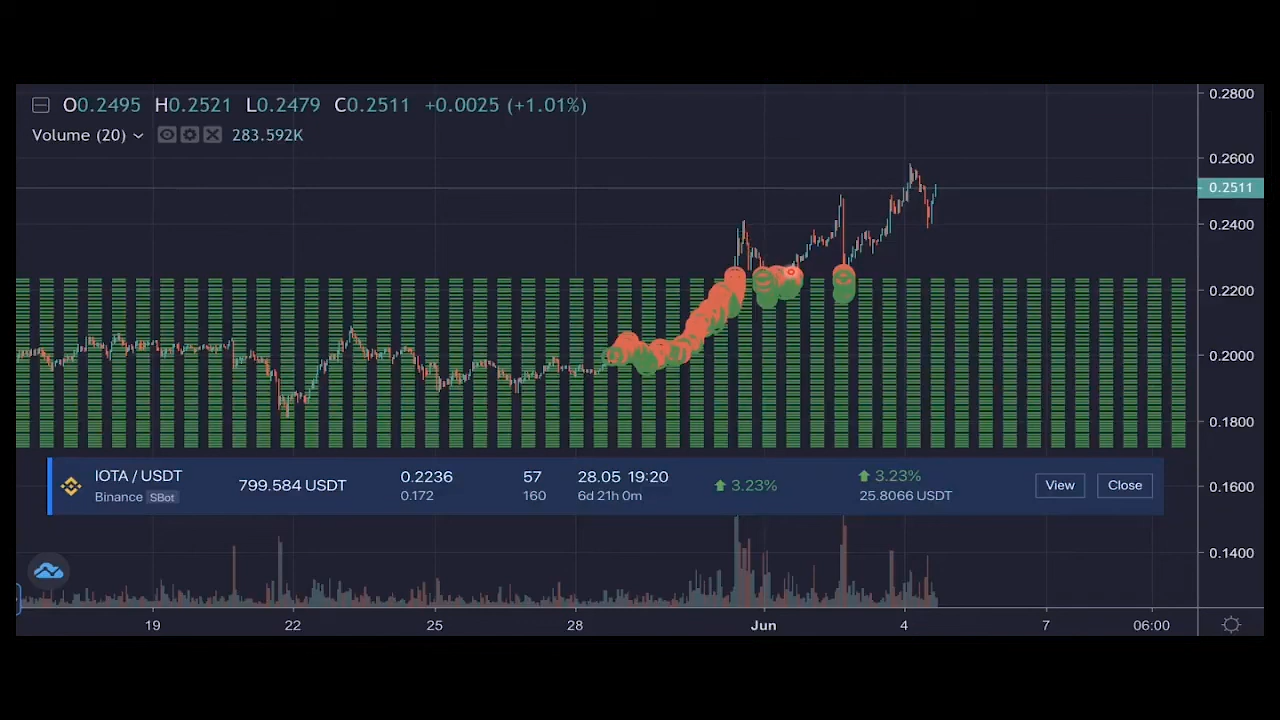 O0.2495 H0.2521 L0.2479 C0.2511 +0.0025 (+1.01%)
Volume (20) 283.592K
0.2800
0.2600
0.2511
0.2400
0.2200
0.2000
0.1800
0.1600
0.1400
IOTA / USDT 799.584 USDT 0.2236 57 28.05 19:20 3.23% 3.23% View Close
Binance SBot 0.172 160 6d 21h 0m 25.8066 USDT
19 22 25 28 Jun 4 7 06:00